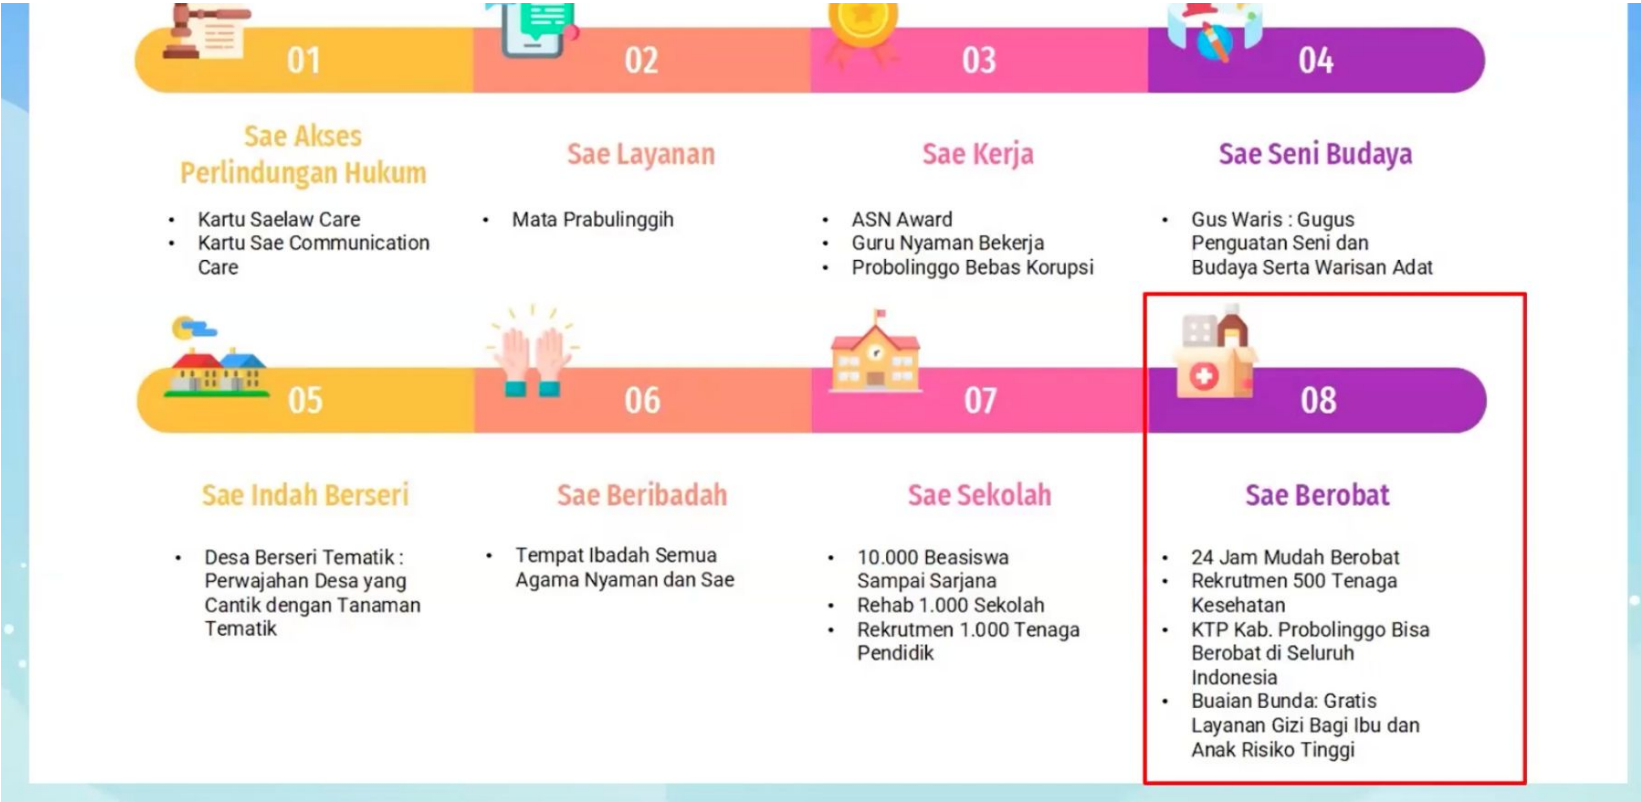 01
02
03
04
Sae Akses
Perlindungan Hukum
Sae Layanan
Sae Kerja
Sae Seni Budaya
• Kartu Saelaw Care
• Kartu Sae Communication
Care
• Mata Prabulinggih
• ASN Award
• Guru Nyaman Bekerja
• Probolinggo Bebas Korupsi
• Gus Waris : Gugus
Penguatan Seni dan
Budaya Serta Warisan Adat
05
06
07
08
Sae Indah Berseri
Sae Beribadah
Sae Sekolah
Sae Berobat
• Desa Berseri Tematik :
Perwajahan Desa yang
Cantik dengan Tanaman
Tematik
• Tempat Ibadah Semua
Agama Nyaman dan Sae
• 10.000 Beasiswa
Sampai Sarjana
• Rehab 1.000 Sekolah
• Rekrutmen 1.000 Tenaga
Pendidik
• 24 Jam Mudah Berobat
• Rekrutmen 500 Tenaga
Kesehatan
• KTP Kab. Probolinggo Bisa
Berobat di Seluruh
Indonesia
• Buaian Bunda: Gratis
Layanan Gizi Bagi Ibu dan
Anak Risiko Tinggi